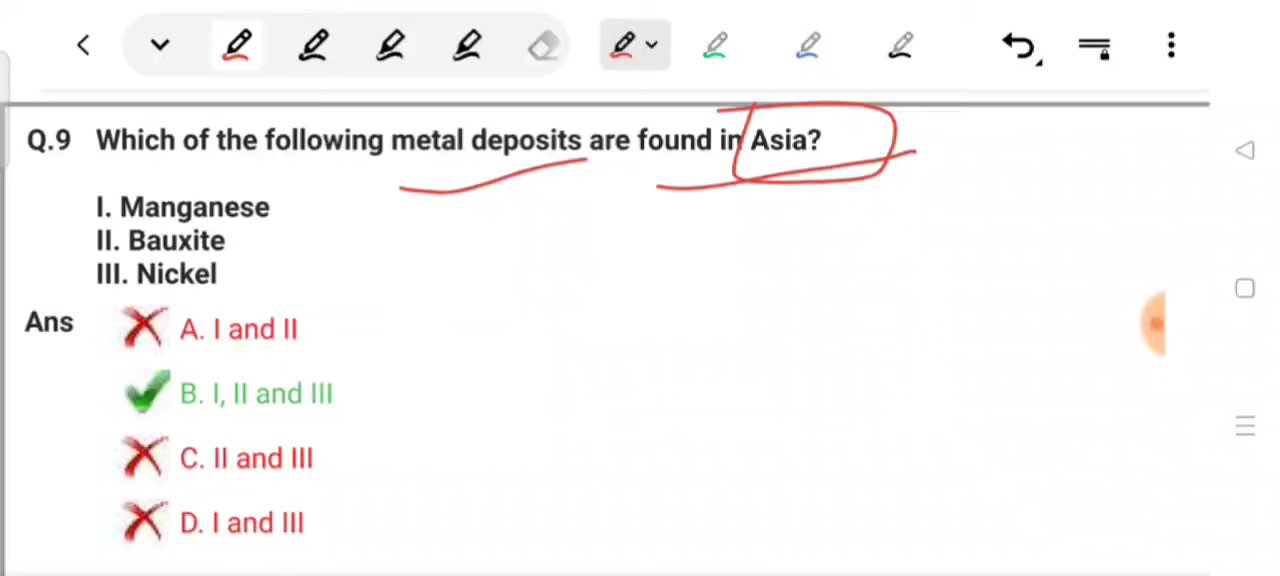 Q.9 Which of the following metal deposits are found in Asia?
I. Manganese
II. Bauxite
III. Nickel
Ans
A. I and II
B. I, II and III
C. II and III
D. I and III